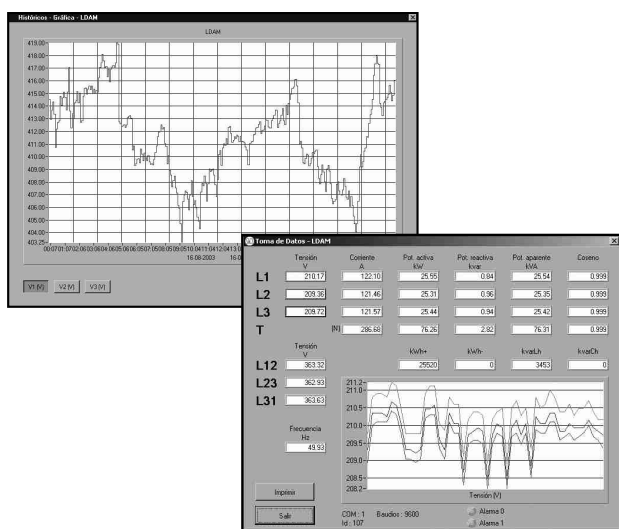 Históricos - Gráfica - LDAM
LDAM
419.00
418.00
417.00
416.00
415.00
414.00
413.00
412.00
411.00
410.00
409.00
408.00
407.00
406.00
405.00
404.00
403.25
16-08-2003
V1 (V) V2 (V) V3 (V)
Toma de Datos - LDAM
Tensión V Corriente A Pot. activa kW Pot. reactiva kvar Pot. aparente kVA Coseno
L1 210.17 122.10 25.55 0.84 25.54 0.999
L2 209.36 121.46 25.31 0.96 25.35 0.999
L3 209.72 121.57 25.44 0.94 25.42 0.999
T (N) 286.68 76.26 2.82 76.31 0.999
Tensión V kWh+ kWh- kvarLh kvarCh
L12 363.32 25520 0 3453 0
L23 362.93
L31 363.63
211.2
210.5
210.0
209.5
209.0
208.5
208.2
Tensión (V)
Frecuencia Hz
49.93
Imprimir
Salir
COM : 1 Baudios : 9600
Id : 107
Alarma 0
Alarma 1